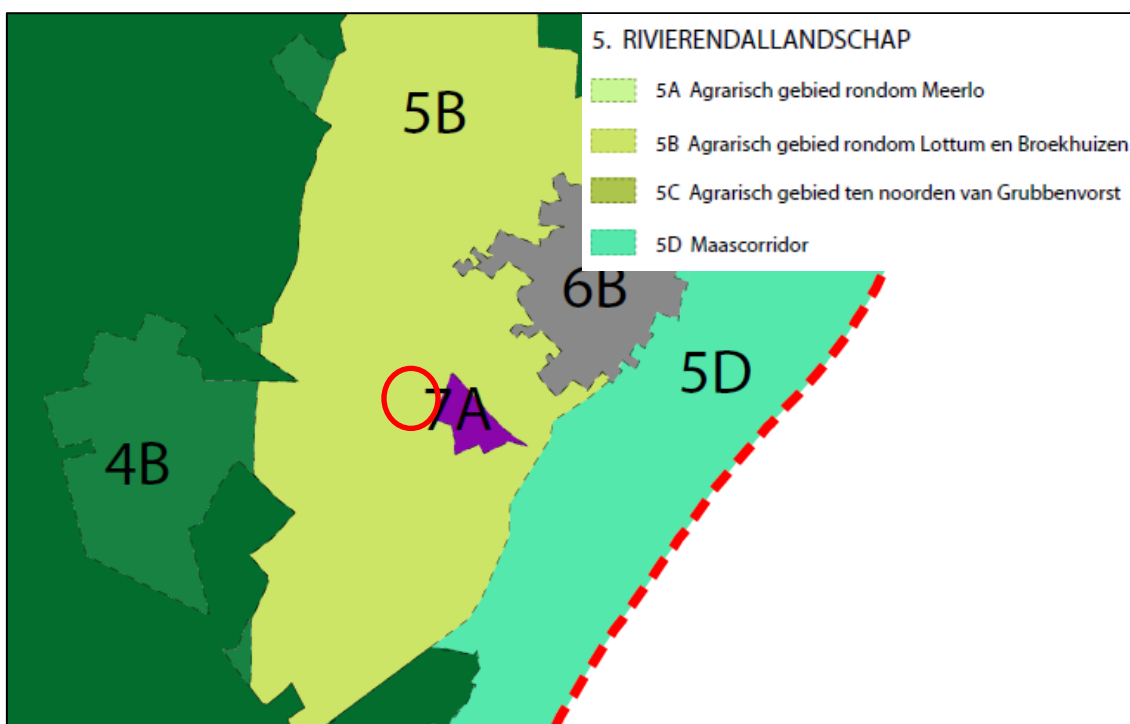 5. RIVIERENDALLANDSCHAP
5A Agrarisch gebied rondom Meerlo
5B Agrarisch gebied rondom Lottum en Broekhuizen
5C Agrarisch gebied ten noorden van Grubbenvorst
5D Maascorridor
5B
6B
5D
7A
4B